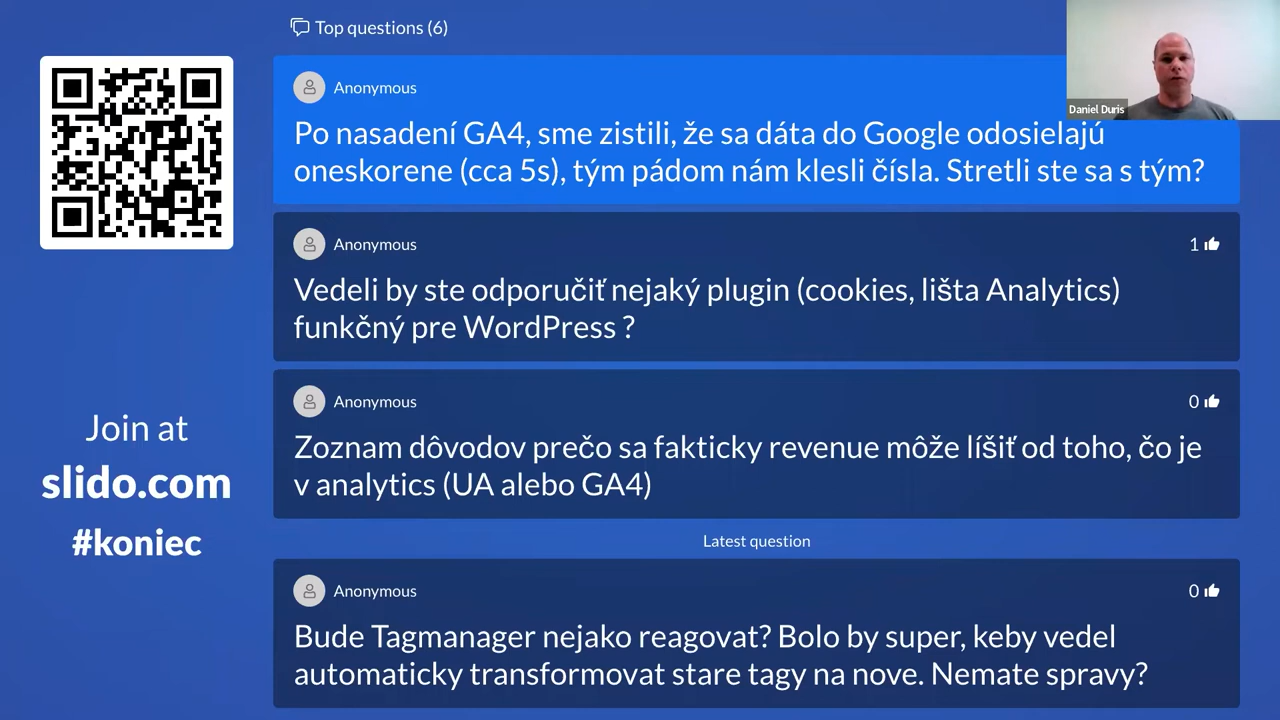 Top questions (6)
Daniel Duris
Anonymous
Po nasadení GA4, sme zistili, že sa dáta do Google odosielajú
oneskorene (cca 5s), tým pádom nám klesli čísla. Stretli ste sa s tým?
Anonymous
1
Vedeli by ste odporučiť nejaký plugin (cookies, lišta Analytics)
funkčný pre WordPress ?
Anonymous
0
Zoznam dôvodov prečo sa fakticky revenue môže líšiť od toho, čo je
v analytics (UA alebo GA4)
Join at
slido.com
#koniec
Latest question
Anonymous
0
Bude Tagmanager nejako reagovat? Bolo by super, keby vedel
automaticky transformovat stare tagy na nove. Nemate spravy?